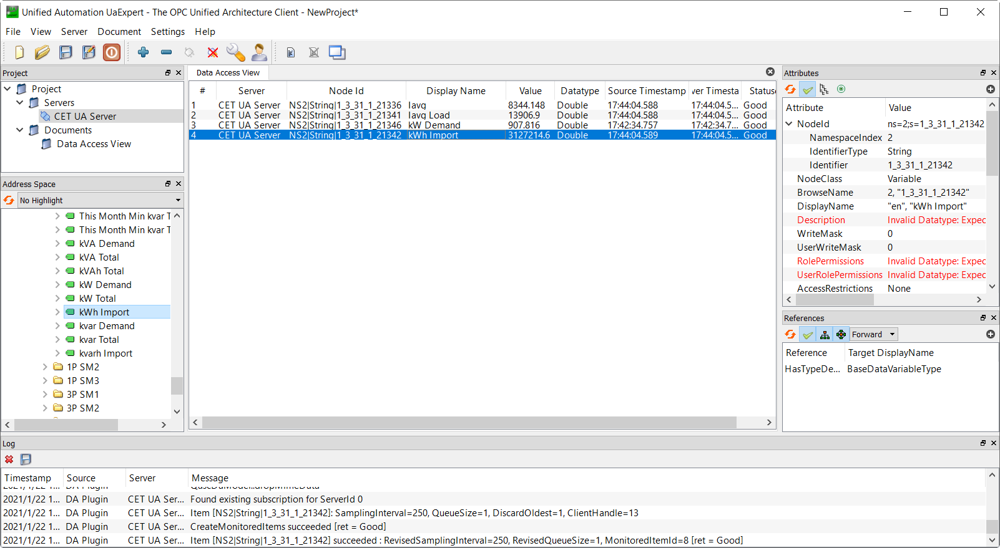 Unified Automation UaExpert - The OPC Unified Architecture Client - NewProject*
File View Server Document Settings Help
Project
Project
Servers
CET UA Server
Documents
Data Access View
Address Space
No Highlight
This Month Min kvar T
This Month Min kvar T
kVA Demand
kVA Total
kVAh Total
kW Demand
kW Total
kWh Import
kvar Demand
kvar Total
kvarh Import
1P SM2
1P SM3
3P SM1
3P SM2
Data Access View
# Server Node Id Display Name Value Datatype Source Timestamp ver Timesta Statusc
1 CET UA Server NS2|String|1_3_31_1_21336 Iavg 8344.148 Double 17:44:04.588 17:44:04.5... Good
2 CET UA Server NS2|String|1_3_31_1_21341 Iavg Load 13906.9 Double 17:44:04.588 17:44:04.5... Good
3 CET UA Server NS2|String|1_3_31_1_21346 kW Demand 907.816 Double 17:42:34.757 17:42:34.7... Good
4 CET UA Server NS2|String|1_3_31_1_21342 kWh Import 3127214.6 Double 17:44:04.589 17:44:04.5... Good
Attributes
Attribute Value
NodeId ns=2;s=1_3_31_1_21342
NamespaceIndex 2
IdentifierType String
Identifier 1_3_31_1_21342
NodeClass Variable
BrowseName 2, "1_3_31_1_21342"
DisplayName "en", "kWh Import"
Description Invalid Datatype: Expec
WriteMask 0
UserWriteMask 0
RolePermissions Invalid Datatype: Expec
UserRolePermissions Invalid Datatype: Expec
AccessRestrictions None
References
Forward
Reference Target DisplayName
HasTypeDe... BaseDataVariableType
Log
Timestamp Source Server Message
2021/1/22 1... DA Plugin QuaSeDaModel::dropMimeData
2021/1/22 1... DA Plugin CET UA Ser... Found existing subscription for ServerId 0
2021/1/22 1... DA Plugin CET UA Ser... Item [NS2|String|1_3_31_1_21342]: SamplingInterval=250, QueueSize=1, DiscardOldest=1, ClientHandle=13
2021/1/22 1... DA Plugin CET UA Ser... CreateMonitoredItems succeeded [ret = Good]
2021/1/22 1... DA Plugin CET UA Ser... Item [NS2|String|1_3_31_1_21342] succeeded : RevisedSamplingInterval=250, RevisedQueueSize=1, MonitoredItemId=8 [ret = Good]